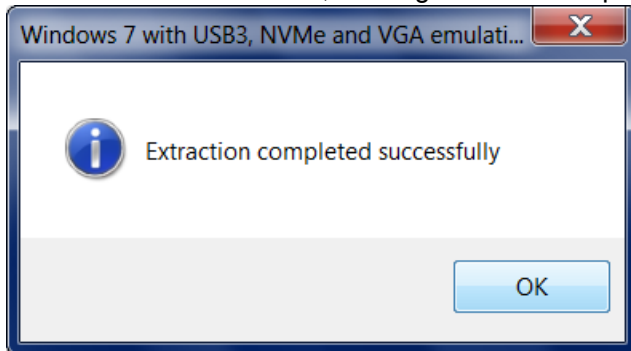 Windows 7 with USB3, NVMe and VGA emulati...
Extraction completed successfully
OK